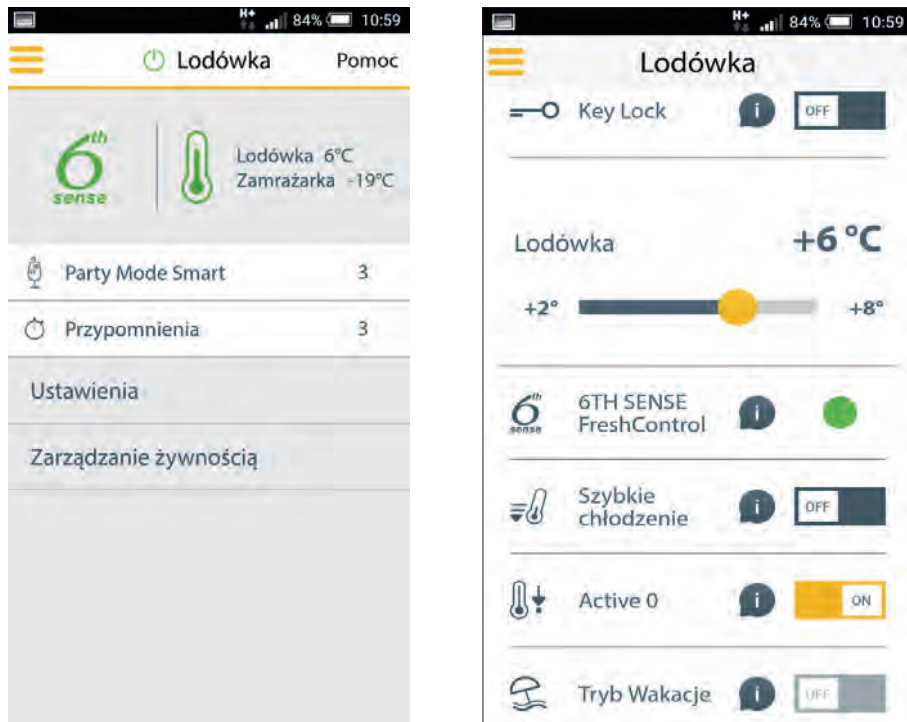 H+ 84% 10:59
Lodówka Pomoc
6th sense
Lodówka 6°C
Zamrażarka -19°C
Party Mode Smart 3
Przypomnienia 3
Ustawienia
Zarządzanie żywnością
H+ 84% 10:59
Lodówka
Key Lock i OFF
Lodówka +6 °C
+2° +8°
6th sense
6TH SENSE
FreshControl i
Szybkie
chłodzenie i OFF
Active 0 i ON
Tryb Wakacje i OFF